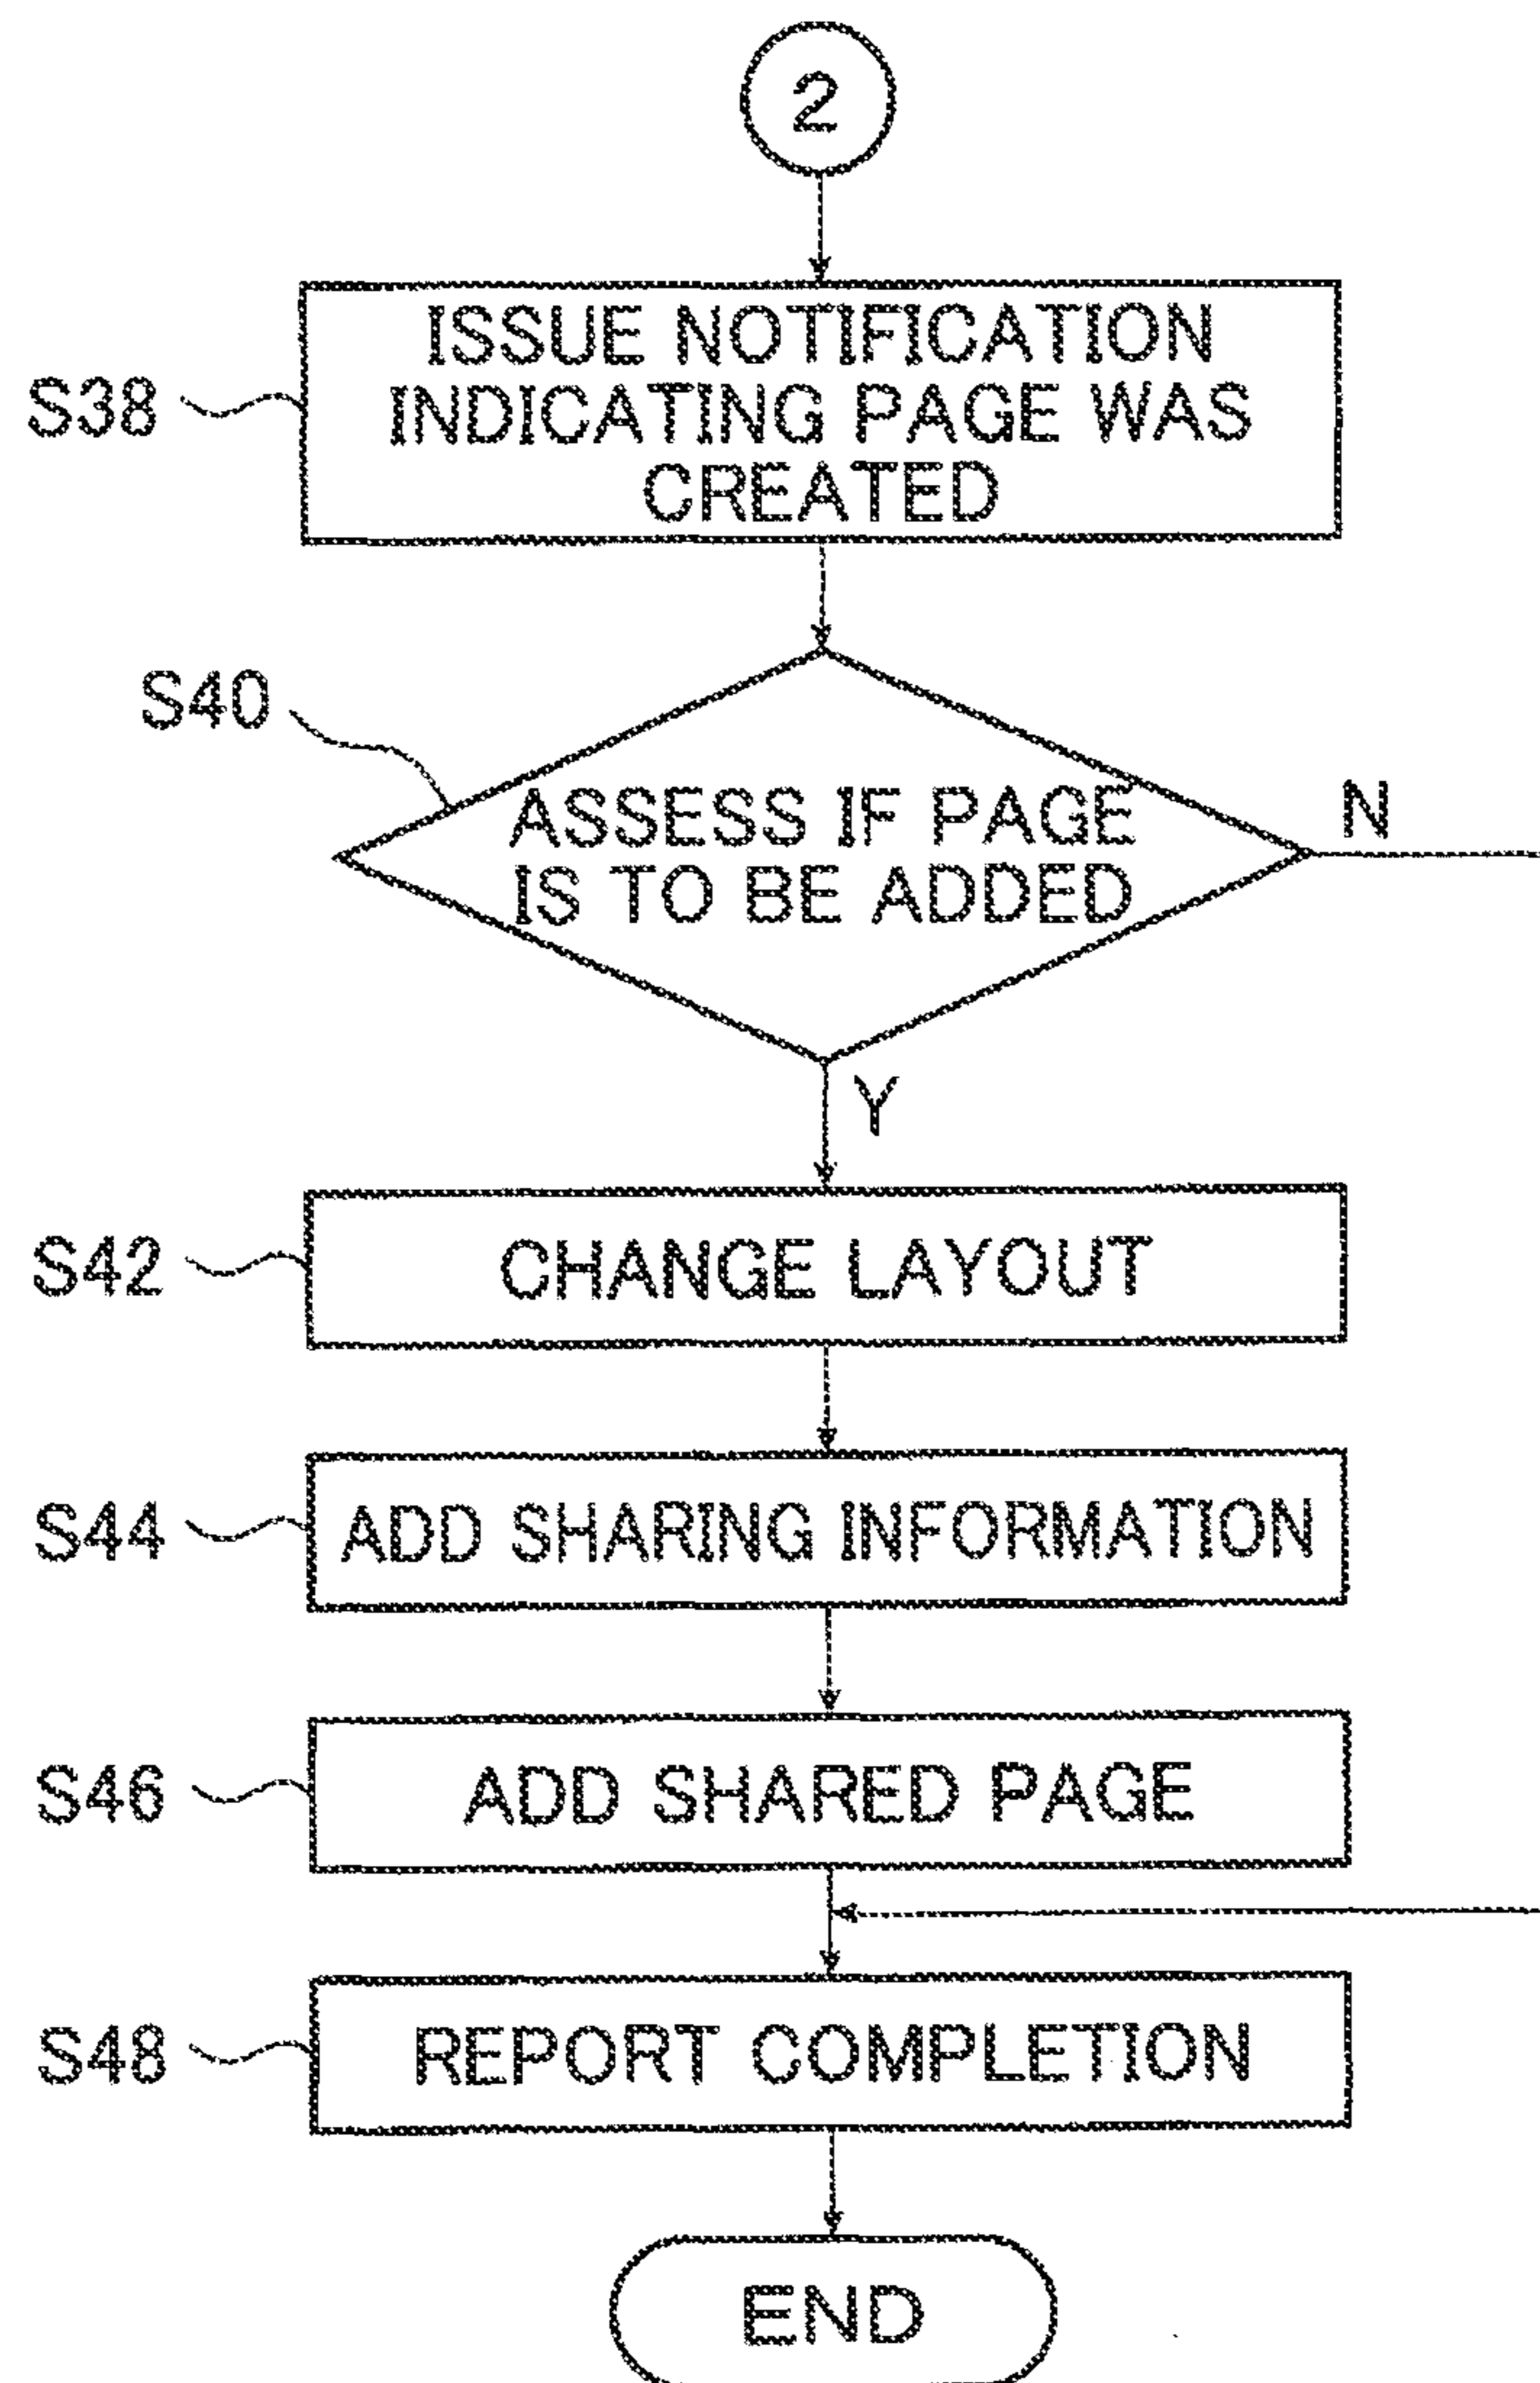 2
S38
ISSUE NOTIFICATION
INDICATING PAGE WAS
CREATED
S40
ASSESS IF PAGE
IS TO BE ADDED
N
Y
S42
CHANGE LAYOUT
S44
ADD SHARING INFORMATION
S46
ADD SHARED PAGE
S48
REPORT COMPLETION
END